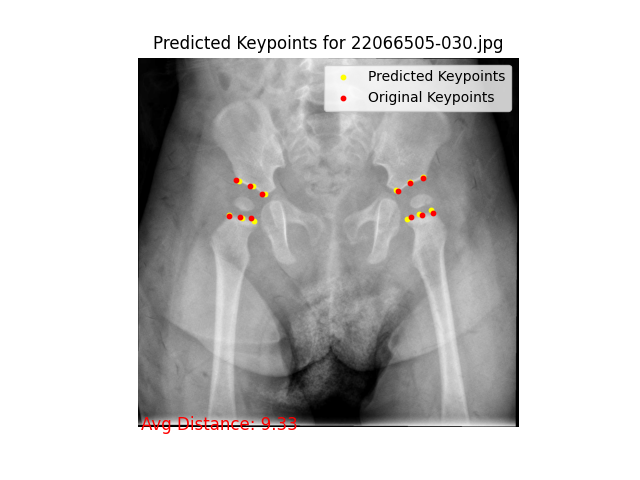 Predicted Keypoints for 22066505-030.jpg
Predicted Keypoints
Original Keypoints
Avg Distance: 9.33